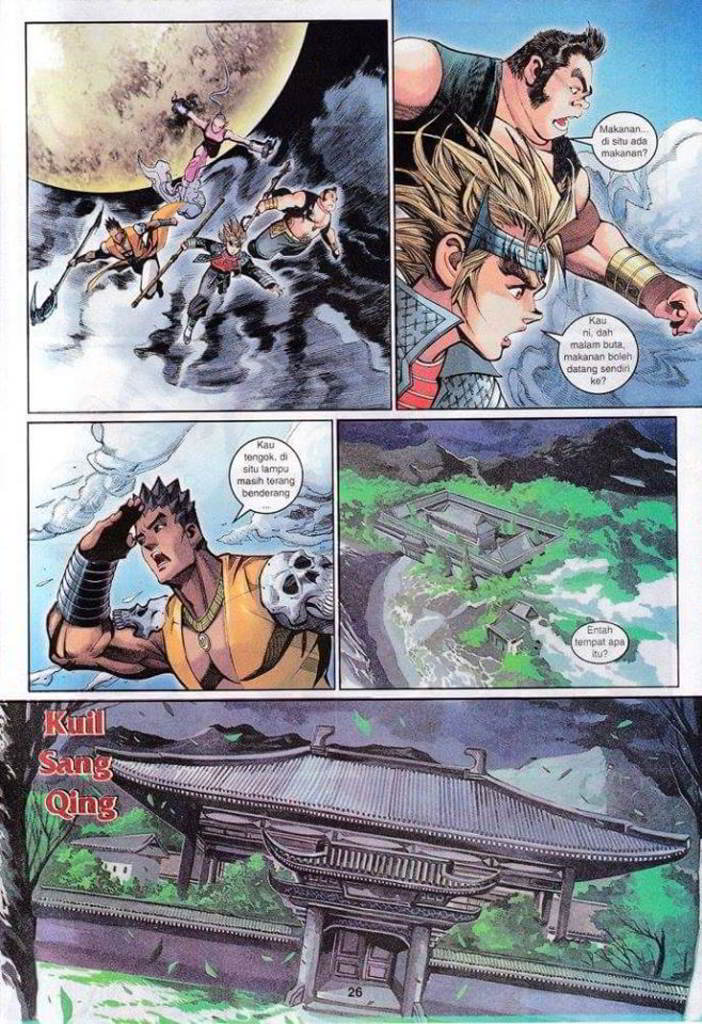 Makanan...
di situ ada
makanan?
Kau
ni, dah
malam buta,
makanan boleh
datang sendiri
ke?
Kau
tengok, di
situ lampu
masih terang
benderang
...
Entah
tempat apa
itu?
Kuil
Sang
Qing
26